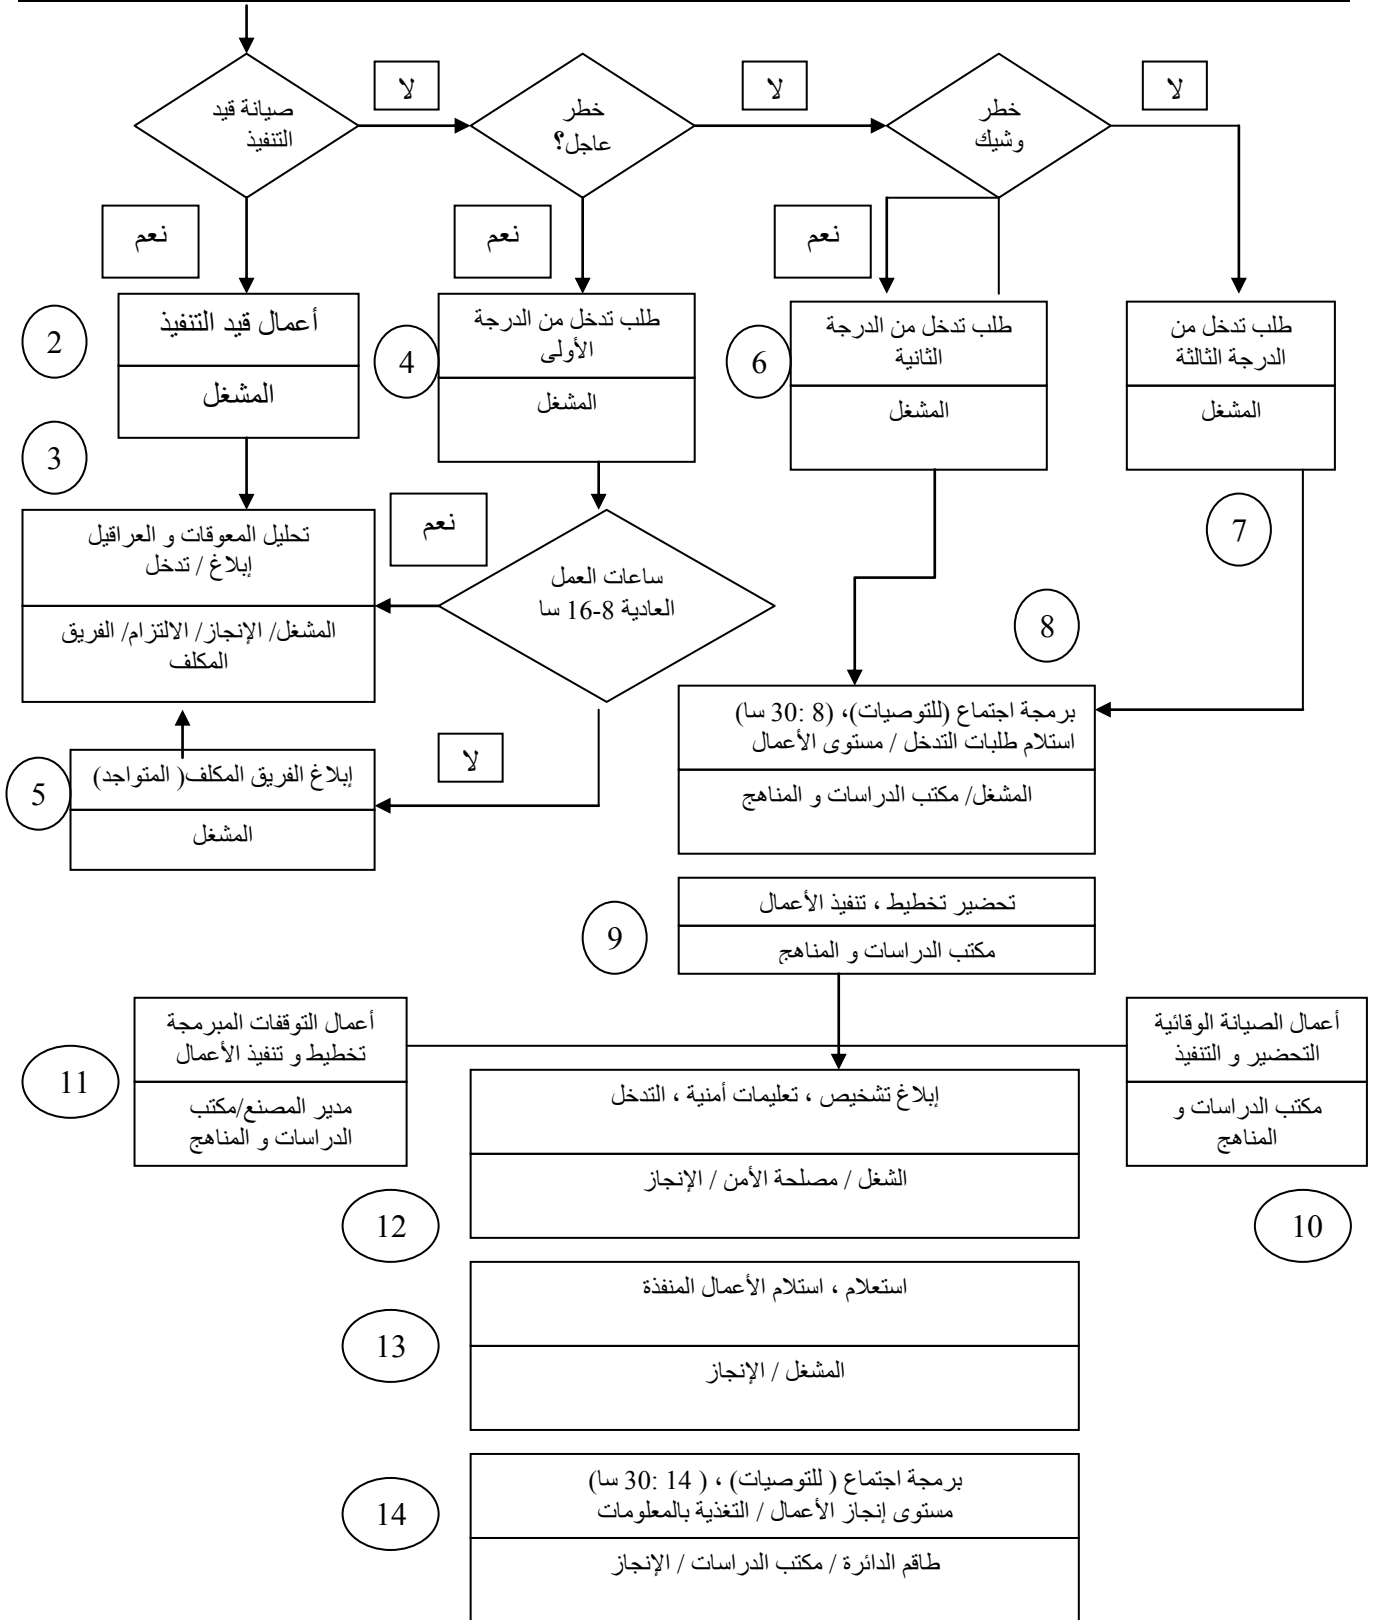 لا
لا
لا
صيانة قيد
التنفيذ
خطر
عاجل؟
خطر
وشيك
نعم
نعم
نعم
2
أعمال قيد التنفيذ
المشغل
4
طلب تدخل من الدرجة
الأولى
المشغل
6
طلب تدخل من الدرجة
الثانية
المشغل
طلب تدخل من
الدرجة الثالثة
المشغل
3
7
تحليل المعوقات و العراقيل
إبلاغ / تدخل
المشغل/ الإنجاز/ الالتزام/ الفريق
المكلف
نعم
ساعات العمل
العادية 8-16 سا
8
برمجة اجتماع (للتوصيات)، (8 :30 سا)
استلام طلبات التدخل / مستوى الأعمال
المشغل/ مكتب الدراسات و المناهج
لا
5
إبلاغ الفريق المكلف( المتواجد)
المشغل
9
تحضير تخطيط ، تنفيذ الأعمال
مكتب الدراسات و المناهج
أعمال الصيانة الوقائية
التحضير و التنفيذ
مكتب الدراسات و
المناهج
10
11
أعمال التوقفات المبرمجة
تخطيط و تنفيذ الأعمال
مدير المصنع/مكتب
الدراسات و المناهج
إبلاغ تشخيص ، تعليمات أمنية ، التدخل
الشغل / مصلحة الأمن / الإنجاز
12
استعلام ، استلام الأعمال المنفذة
المشغل / الإنجاز
13
برمجة اجتماع ( للتوصيات) ، ( 14 :30 سا)
مستوى إنجاز الأعمال / التغذية بالمعلومات
طاقم الدائرة / مكتب الدراسات / الإنجاز
14